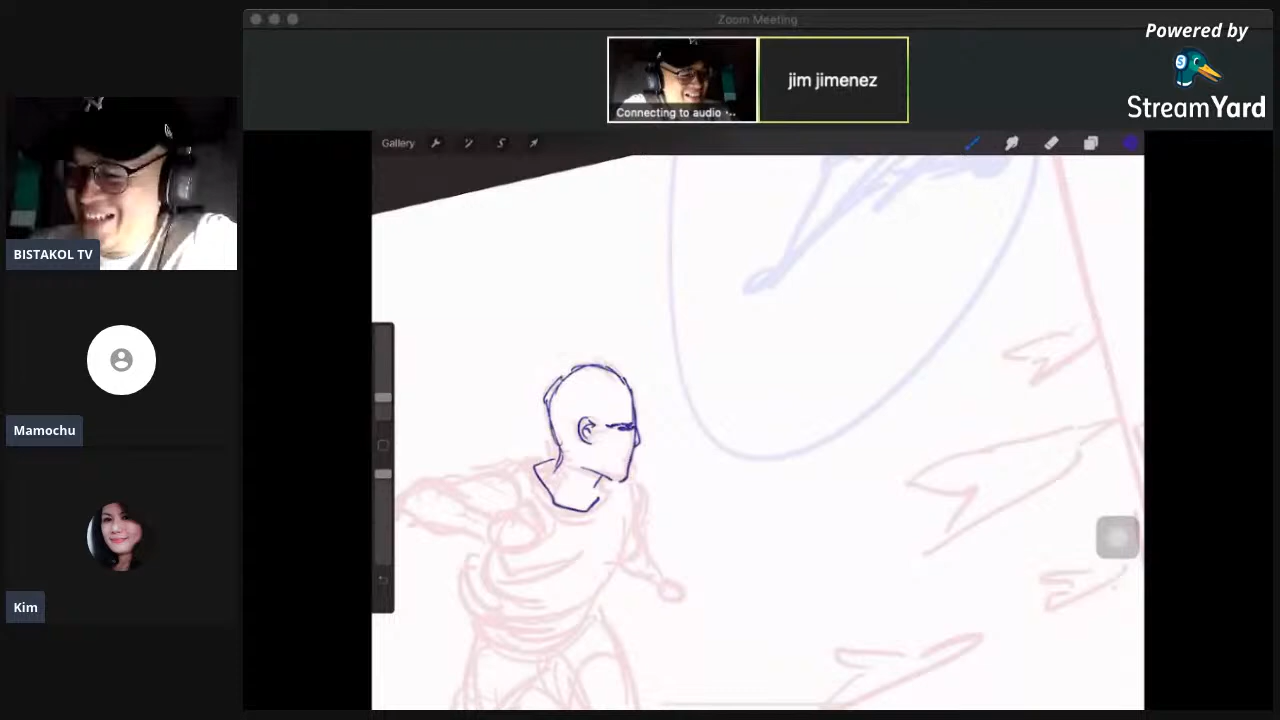 Zoom Meeting
Powered by
StreamYard
jim jimenez
Connecting to audio ...
Gallery
S
BISTAKOL TV
Mamochu
Kim